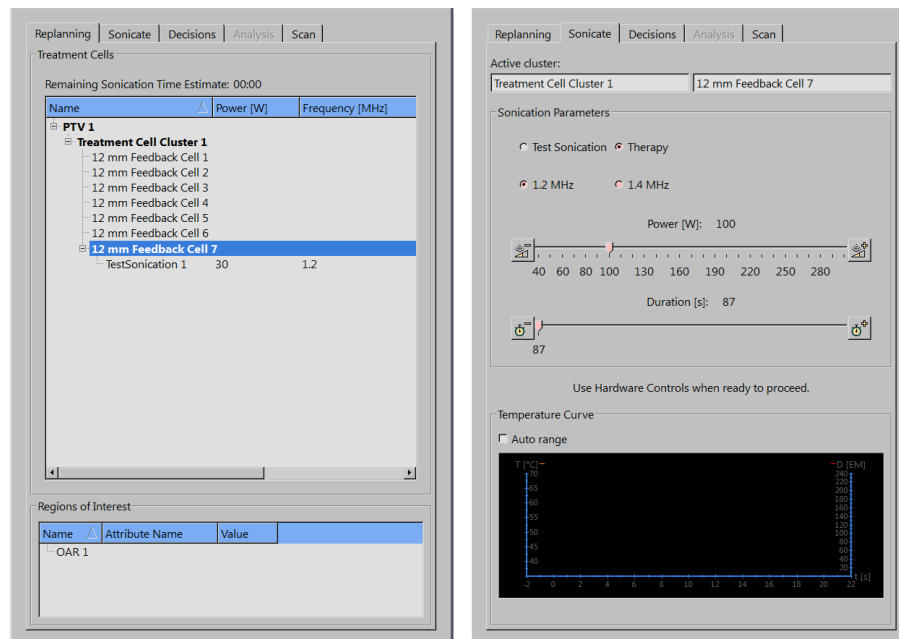 Replanning Sonicate Decisions Analysis Scan
Treatment Cells
Remaining Sonication Time Estimate: 00:00
Name Power [W] Frequency [MHz]
PTV 1
Treatment Cell Cluster 1
12 mm Feedback Cell 1
12 mm Feedback Cell 2
12 mm Feedback Cell 3
12 mm Feedback Cell 4
12 mm Feedback Cell 5
12 mm Feedback Cell 6
12 mm Feedback Cell 7
TestSonication 1 30 1.2
Regions of Interest
Name Attribute Name Value
OAR 1
Replanning Sonicate Decisions Analysis Scan
Active cluster:
Treatment Cell Cluster 1 12 mm Feedback Cell 7
Sonication Parameters
Test Sonication Therapy
1.2 MHz 1.4 MHz
Power [W]: 100
40 60 80 100 130 160 190 220 250 280
Duration [s]: 87
87
Use Hardware Controls when ready to proceed.
Temperature Curve
Auto range
T [°C] D [EM]
70 240
220
65 200
60 180
160
55 140
120
50 100
80
45 60
40 40
20
t [s]
-2 0 2 4 6 8 10 12 14 16 18 20 22